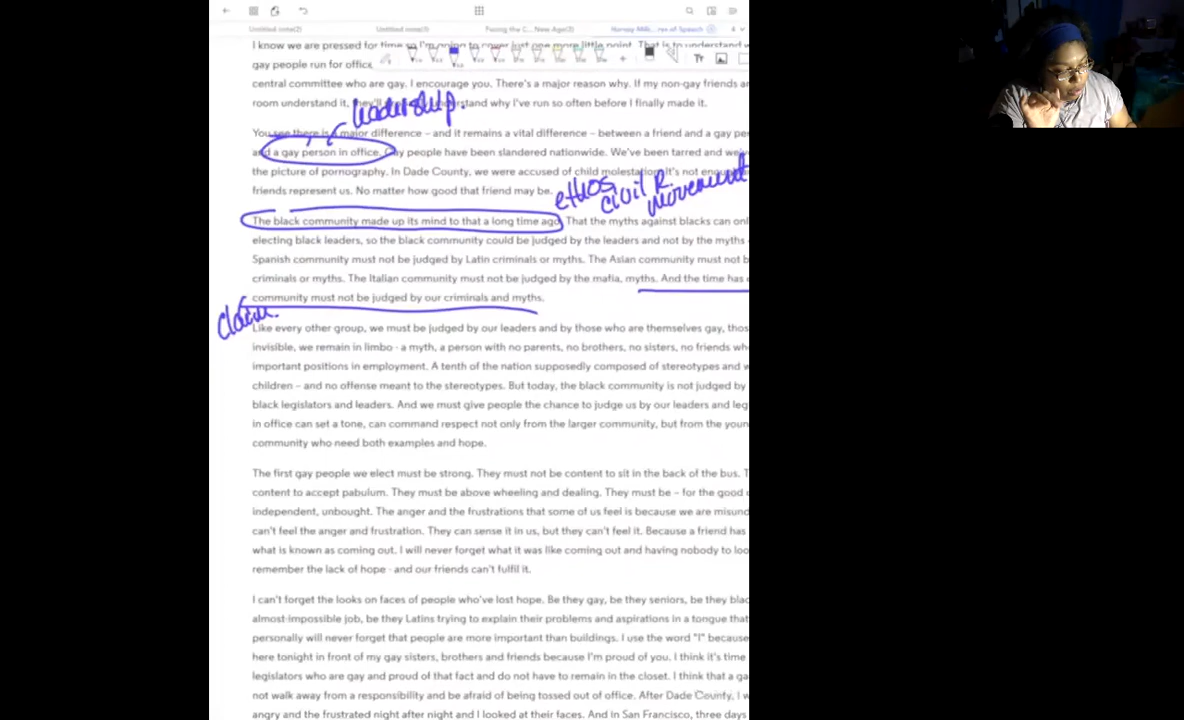 Untitled note(2)
Untitled note(3)
Facing the C... New Age(2)
Harvey Milk... res of Speech
4
Tт
I know we are pressed for time so I'm going to cover just one more little point. That is to understand w
gay people run for office
central committee who are gay. I encourage you. There's a major reason why. If my non-gay friends ar
room understand it, they'll understand why I've run so often before I finally made it.
leadership.
You see there is a major difference – and it remains a vital difference – between a friend and a gay pe
and a gay person in office. Gay people have been slandered nationwide. We've been tarred and we
the picture of pornography. In Dade County, we were accused of child molestation. It's not enou
friends represent us. No matter how good that friend may be.
ethos
civil R.
movement
The black community made up its mind to that a long time ago. That the myths against blacks can onl
electing black leaders, so the black community could be judged by the leaders and not by the myths
Spanish community must not be judged by Latin criminals or myths. The Asian community must not b
criminals or myths. The Italian community must not be judged by the mafia, myths. And the time has
community must not be judged by our criminals and myths.
claim.
Like every other group, we must be judged by our leaders and by those who are themselves gay, thos
invisible, we remain in limbo - a myth, a person with no parents, no brothers, no sisters, no friends wh
important positions in employment. A tenth of the nation supposedly composed of stereotypes and w
children – and no offense meant to the stereotypes. But today, the black community is not judged by
black legislators and leaders. And we must give people the chance to judge us by our leaders and leg
in office can set a tone, can command respect not only from the larger community, but from the youn
community who need both examples and hope.
The first gay people we elect must be strong. They must not be content to sit in the back of the bus. T
content to accept pabulum. They must be above wheeling and dealing. They must be – for the good
independent, unbought. The anger and the frustrations that some of us feel is because we are misund
can't feel the anger and frustration. They can sense it in us, but they can't feel it. Because a friend has
what is known as coming out. I will never forget what it was like coming out and having nobody to loo
remember the lack of hope - and our friends can't fulfil it.
I can't forget the looks on faces of people who've lost hope. Be they gay, be they seniors, be they blac
almost-impossible job, be they Latins trying to explain their problems and aspirations in a tongue that
personally will never forget that people are more important than buildings. I use the word "I" because
here tonight in front of my gay sisters, brothers and friends because I'm proud of you. I think it's time
legislators who are gay and proud of that fact and do not have to remain in the closet. I think that a ga
not walk away from a responsibility and be afraid of being tossed out of office. After Dade County, I w
angry and the frustrated night after night and I looked at their faces. And in San Francisco, three days